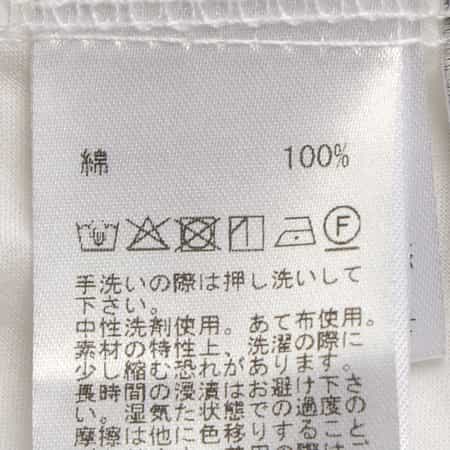 綿 100%
F
手洗いの際は押し洗いして
下さい。
中性洗剤使用。あて布使用。
素材の特性上、洗濯の際に
少し縮む恐れがあります。
長時間の浸漬はお避け下さ
い。湿気た状態での過度の
摩擦は他に色移りすること